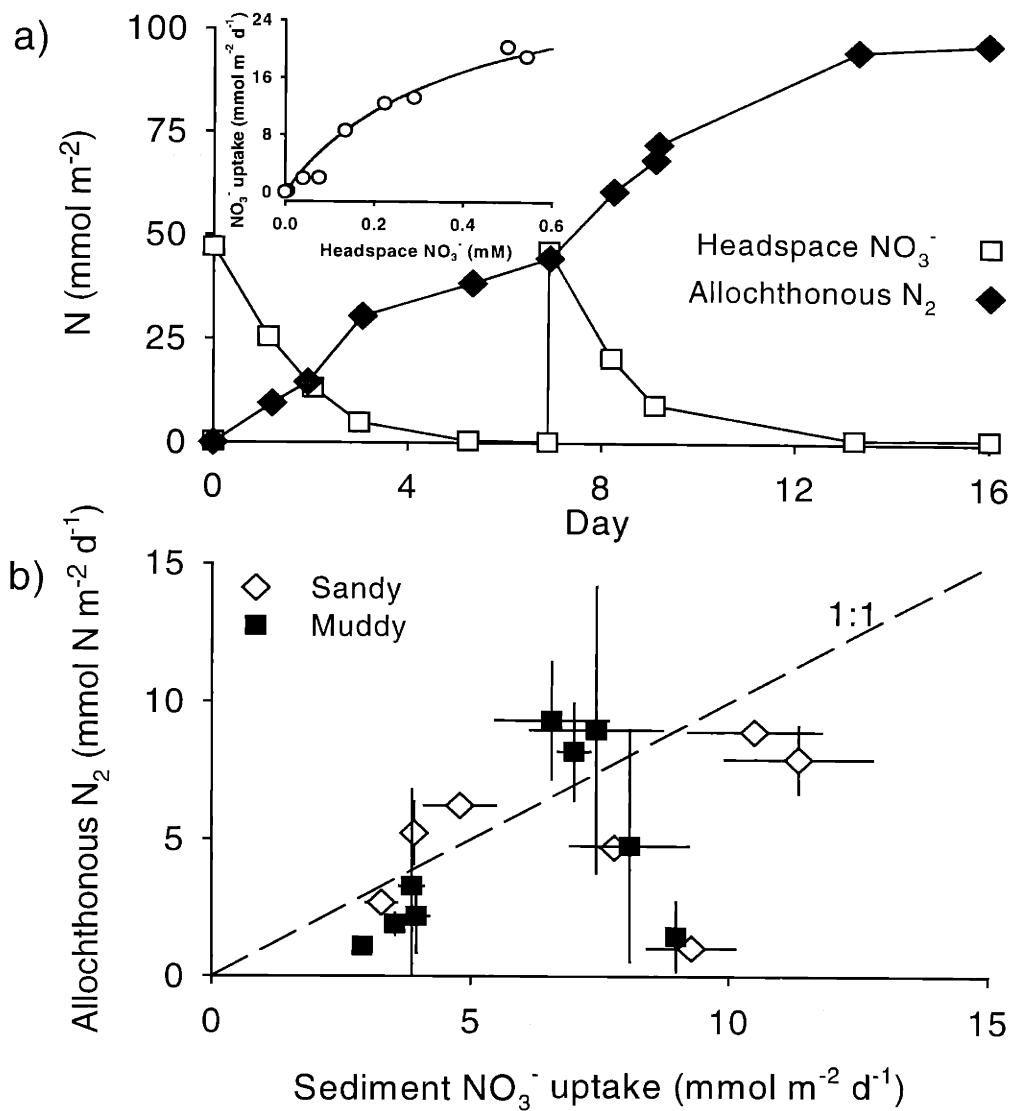 a)
N (mmol m⁻²)
100
75
50
25
0
0 4 8 12 16
Day
NO₃⁻ uptake (mmol m⁻² d⁻¹)
24
16
8
0
0.0 0.2 0.4 0.6
Headspace NO₃⁻ (mM)
Headspace NO₃⁻
Allochthonous N₂
b)
Allochthonous N₂ (mmol N m⁻² d⁻¹)
15
10
5
0
Sandy
Muddy
1:1
0 5 10 15
Sediment NO₃⁻ uptake (mmol m⁻² d⁻¹)